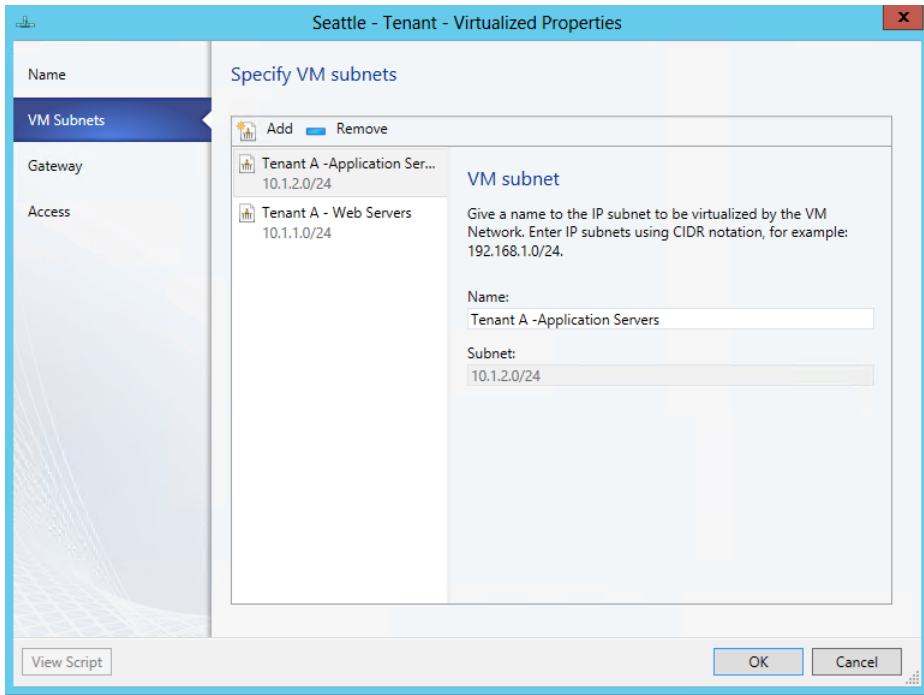 Seattle - Tenant - Virtualized Properties
x
Name
VM Subnets
Gateway
Access
Specify VM subnets
Add Remove
Tenant A -Application Ser...
10.1.2.0/24
Tenant A - Web Servers
10.1.1.0/24
VM subnet
Give a name to the IP subnet to be virtualized by the VM
Network. Enter IP subnets using CIDR notation, for example:
192.168.1.0/24.
Name:
Tenant A -Application Servers
Subnet:
10.1.2.0/24
View Script
OK
Cancel